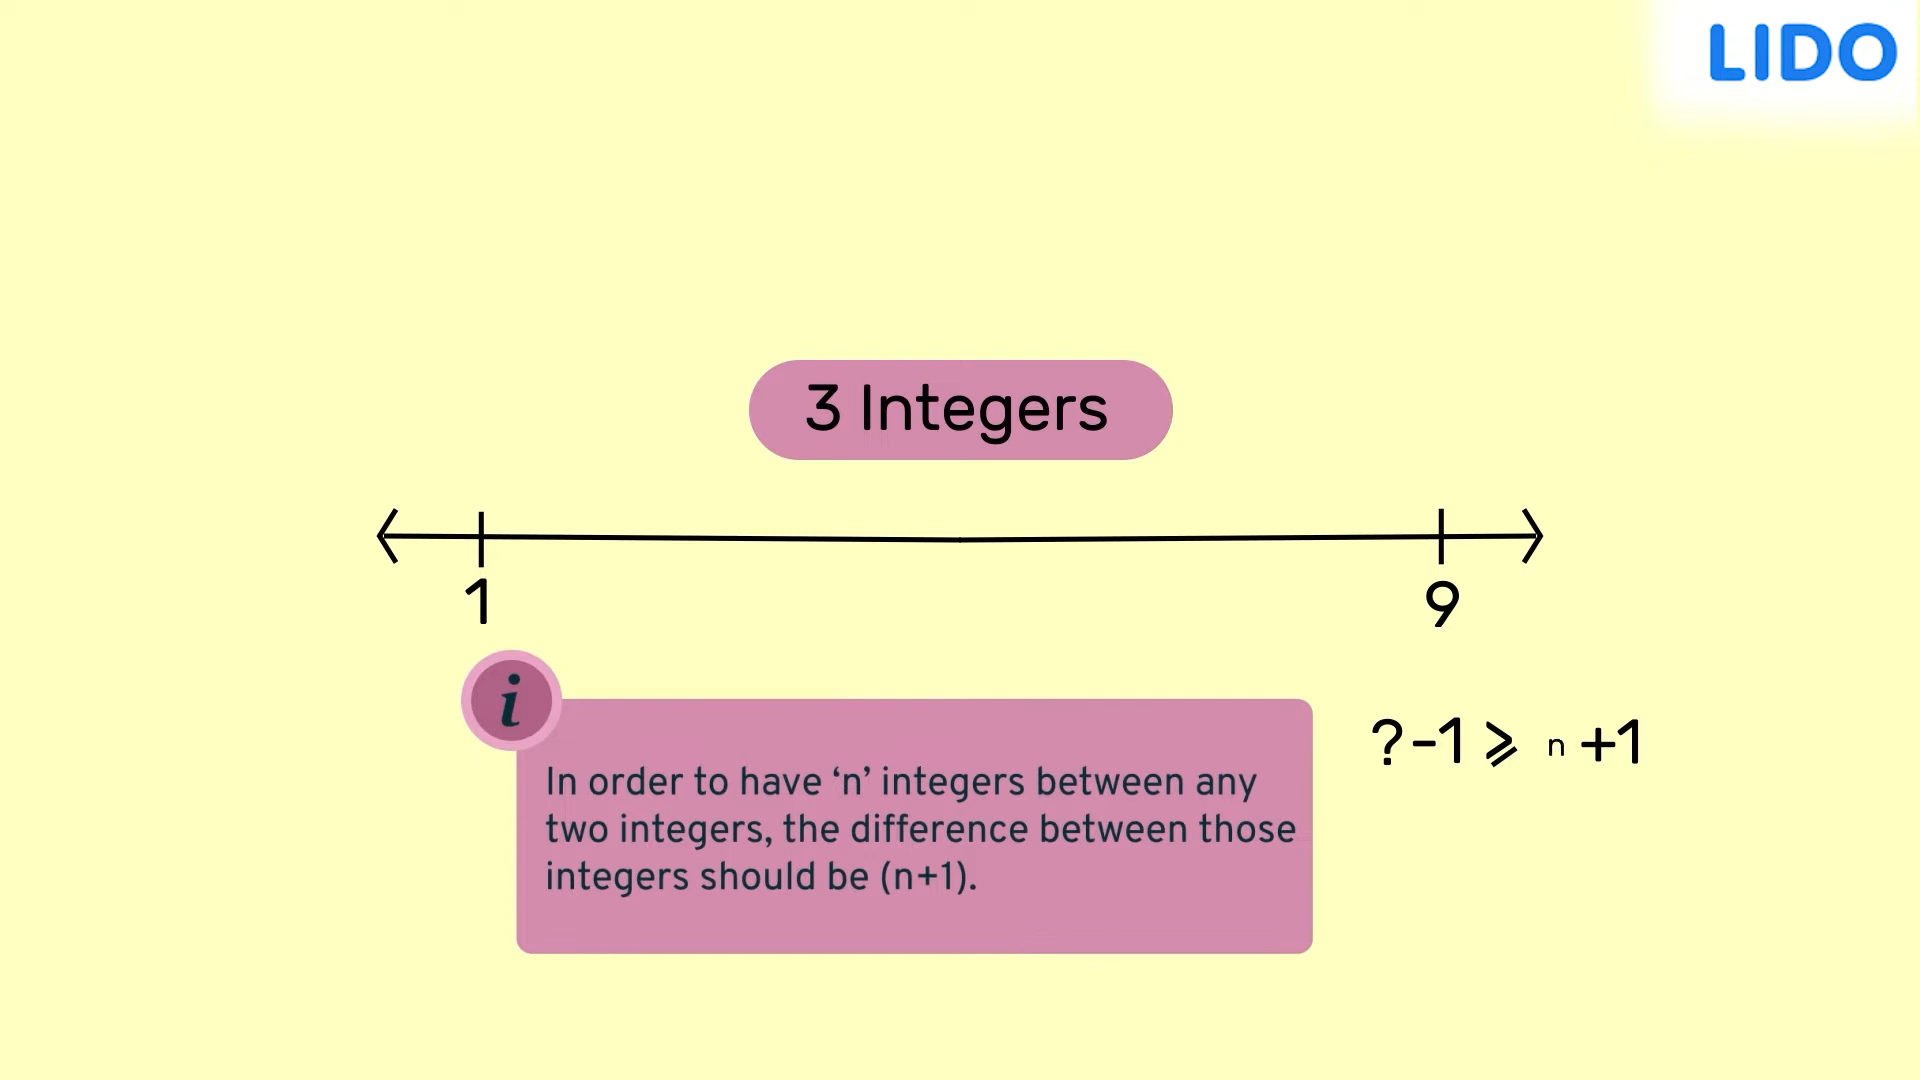 LIDO
3 Integers
1
9
i
?-1 ⩾ n +1
In order to have ‘n’ integers between any
two integers, the difference between those
integers should be (n+1).